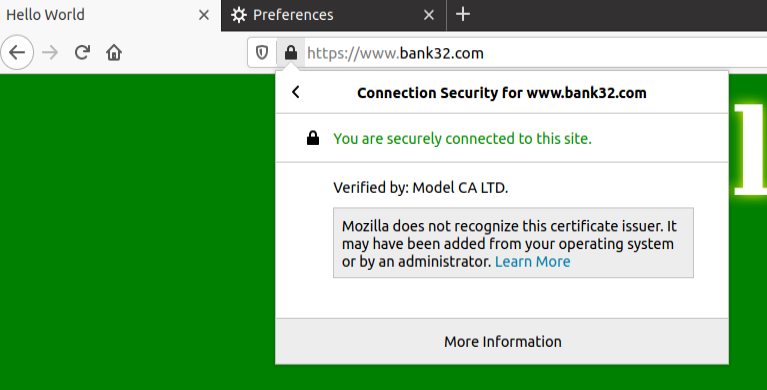 Hello World
Preferences
https://www.bank32.com
Connection Security for www.bank32.com
You are securely connected to this site.
Verified by: Model CA LTD.
Mozilla does not recognize this certificate issuer. It
may have been added from your operating system
or by an administrator. Learn More
More Information